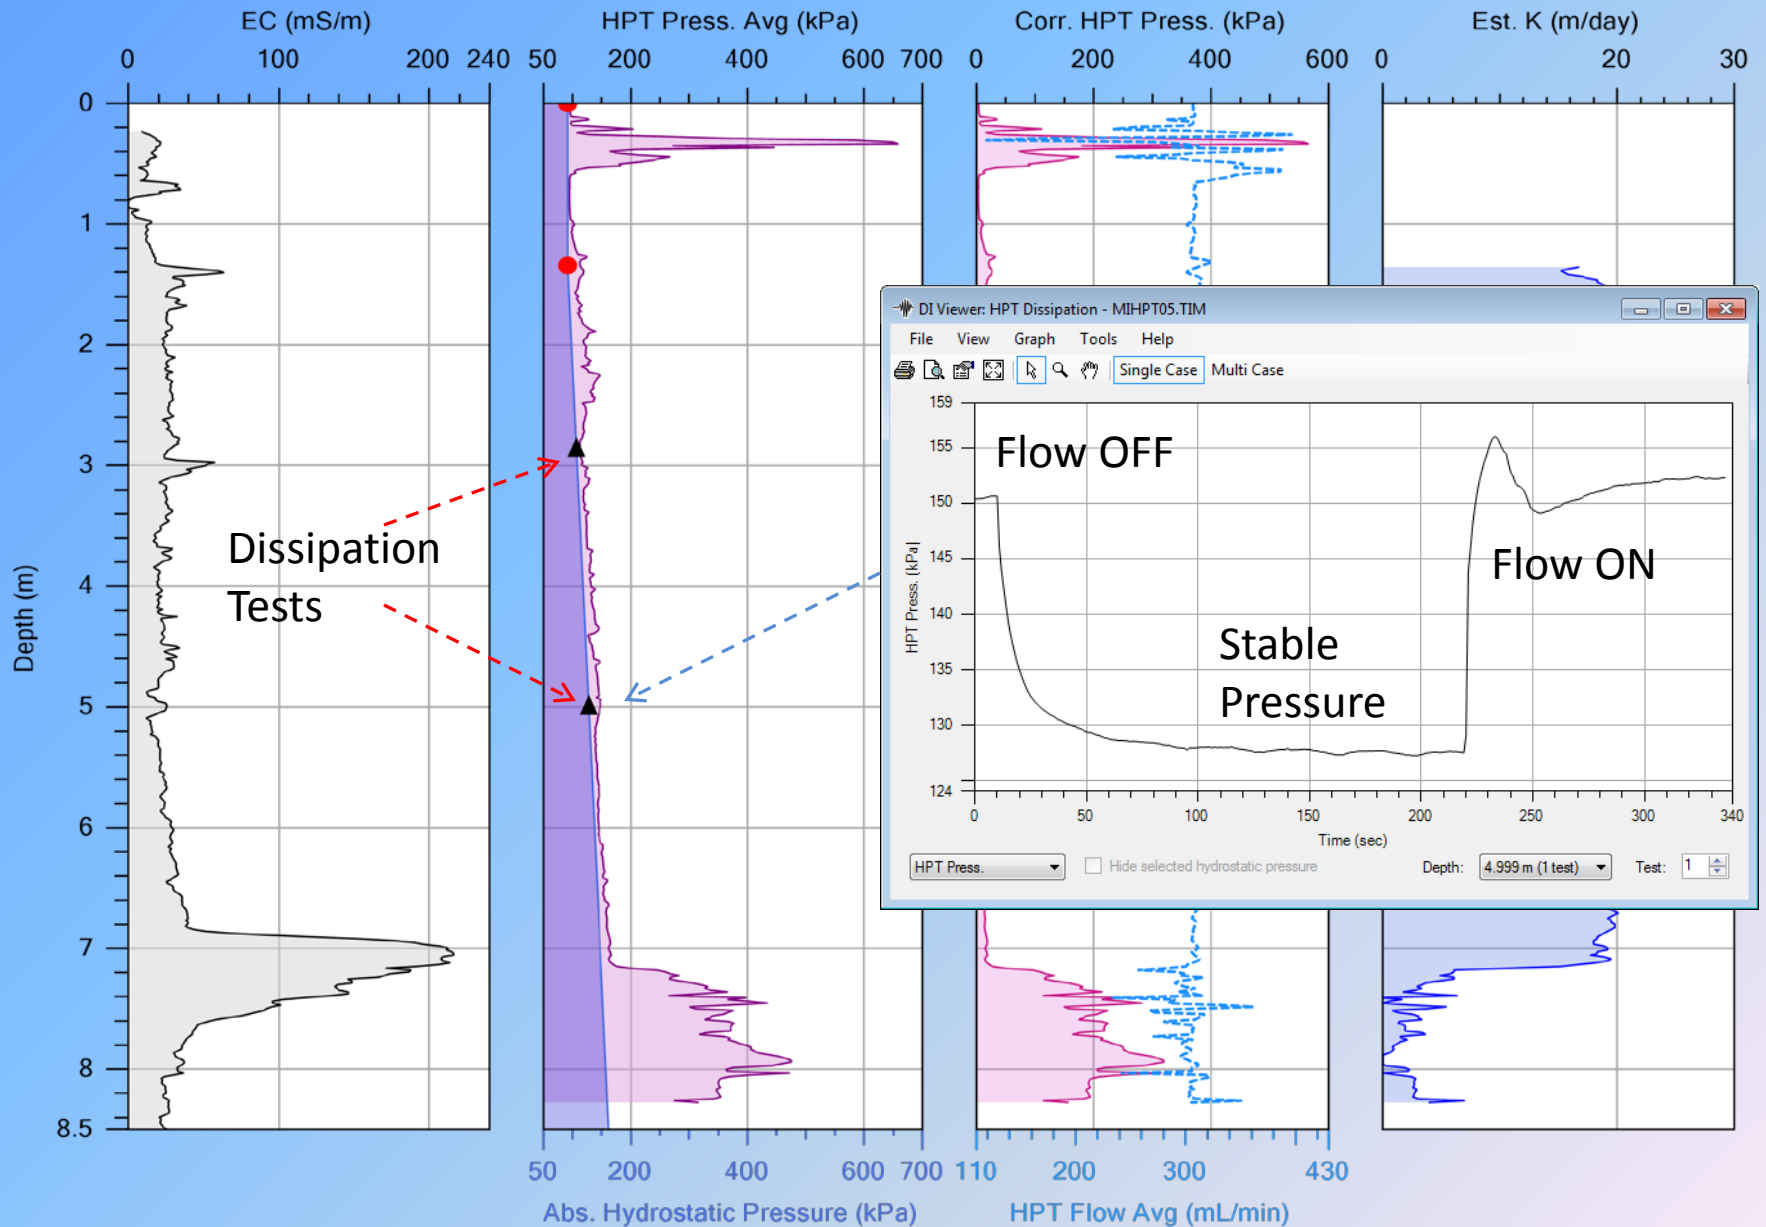 EC (mS/m)
HPT Press. Avg (kPa)
Corr. HPT Press. (kPa)
Est. K (m/day)
0 100 200 240
50 200 400 600 700
0 200 400 600
0 20 30
0
1
2
3
4
5
6
7
8
8.5
Depth (m)
Dissipation
Tests
DI Viewer: HPT Dissipation - MIHPT05.TIM
File View Graph Tools Help
Single Case Multi Case
159
155
150
145
140
135
130
124
HPT Press. (kPa)
Flow OFF
Flow ON
Stable
Pressure
0 50 100 150 200 250 300 340
Time (sec)
HPT Press.
Hide selected hydrostatic pressure
Depth: 4.999 m (1 test)
Test: 1
50 200 400 600 700
110 200 300 430
Abs. Hydrostatic Pressure (kPa)
HPT Flow Avg (mL/min)